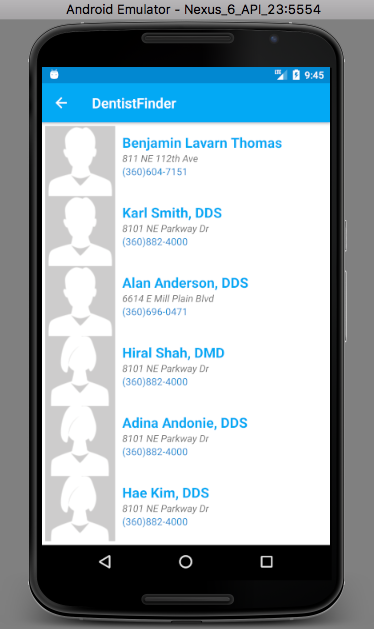 Android Emulator - Nexus_6_API_23:5554
LTE 9:45
DentistFinder
Benjamin Lavarn Thomas
811 NE 112th Ave
(360)604-7151
Karl Smith, DDS
8101 NE Parkway Dr
(360)882-4000
Alan Anderson, DDS
6614 E Mill Plain Blvd
(360)696-0471
Hiral Shah, DMD
8101 NE Parkway Dr
(360)882-4000
Adina Andonie, DDS
8101 NE Parkway Dr
(360)882-4000
Hae Kim, DDS
8101 NE Parkway Dr
(360)882-4000